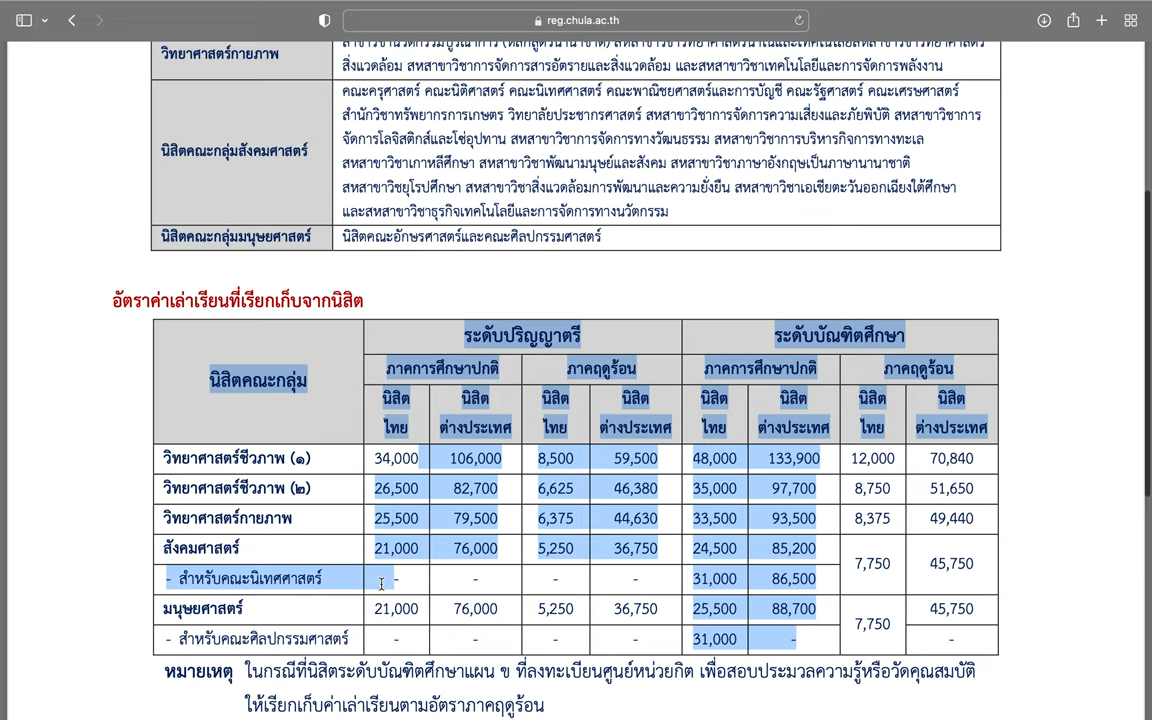 reg.chula.ac.th
วิทยาศาสตร์กายภาพ
สิ่งแวดล้อม สหสาขาวิชาการจัดการสารอัตรายและสิ่งแวดล้อม และสหสาขาวิชาเทคโนโลยีและการจัดการพลังงาน
คณะครุศาสตร์ คณะนิติศาสตร์ คณะนิเทศศาสตร์ คณะพาณิชยศาสตร์และการบัญชี คณะรัฐศาสตร์ คณะเศรษศาสตร์
สำนักวิชาทรัพยากรการเกษตร วิทยาลัยประชากรศาสตร์ สหสาขาวิชาการจัดการความเสี่ยงและภัยพิบัติ สหสาขาวิชาการ
จัดการโลจิสติกส์และโซ่อุปทาน สหสาขาวิชาการจัดการทางวัฒนธรรม สหสาขาวิชาการบริหารกิจการทางทะเล
นิสิตคณะกลุ่มสังคมศาสตร์
สหสาขาวิชาเกาหลีศึกษา สหสาขาวิชาพัฒนามนุษย์และสังคม สหสาขาวิชาภาษาอังกฤษเป็นภาษานานาชาติ
สหสาขาวิชยุโรปศึกษา สหสาขาวิชาสิ่งแวดล้อมการพัฒนาและความยั่งยืน สหสาขาวิชาเอเชียตะวันออกเฉียงใต้ศึกษา
และสหสาขาวิชาธุรกิจเทคโนโลยีและการจัดการทางนวัตกรรม
นิสิตคณะกลุ่มมนุษยศาสตร์ นิสิตคณะอักษรศาสตร์และคณะศิลปกรรมศาสตร์
อัตราค่าเล่าเรียนที่เรียกเก็บจากนิสิต
ระดับปริญญาตรี ระดับบัณฑิตศึกษา
นิสิตคณะกลุ่ม
ภาคการศึกษาปกติ ภาคฤดูร้อน ภาคการศึกษาปกติ ภาคฤดูร้อน
นิสิต นิสิต นิสิต นิสิต นิสิต นิสิต นิสิต นิสิต
ไทย ต่างประเทศ ไทย ต่างประเทศ ไทย ต่างประเทศ ไทย ต่างประเทศ
วิทยาศาสตร์ชีวภาพ (๑) 34,000 106,000 8,500 59,500 48,000 133,900 12,000 70,840
วิทยาศาสตร์ชีวภาพ (๒) 26,500 82,700 6,625 46,380 35,000 97,700 8,750 51,650
วิทยาศาสตร์กายภาพ 25,500 79,500 6,375 44,630 33,500 93,500 8,375 49,440
สังคมศาสตร์ 21,000 76,000 5,250 36,750 24,500 85,200 7,750 45,750
- สำหรับคณะนิเทศศาสตร์ - - - - 31,000 86,500
มนุษยศาสตร์ 21,000 76,000 5,250 36,750 25,500 88,700 7,750 45,750
- สำหรับคณะศิลปกรรมศาสตร์ - - - - 31,000 - -
หมายเหตุ ในกรณีที่นิสิตระดับบัณฑิตศึกษาแผน ข ที่ลงทะเบียนศูนย์หน่วยกิต เพื่อสอบประมวลความรู้หรือวัดคุณสมบัติ
ให้เรียกเก็บค่าเล่าเรียนตามอัตราภาคฤดูร้อน